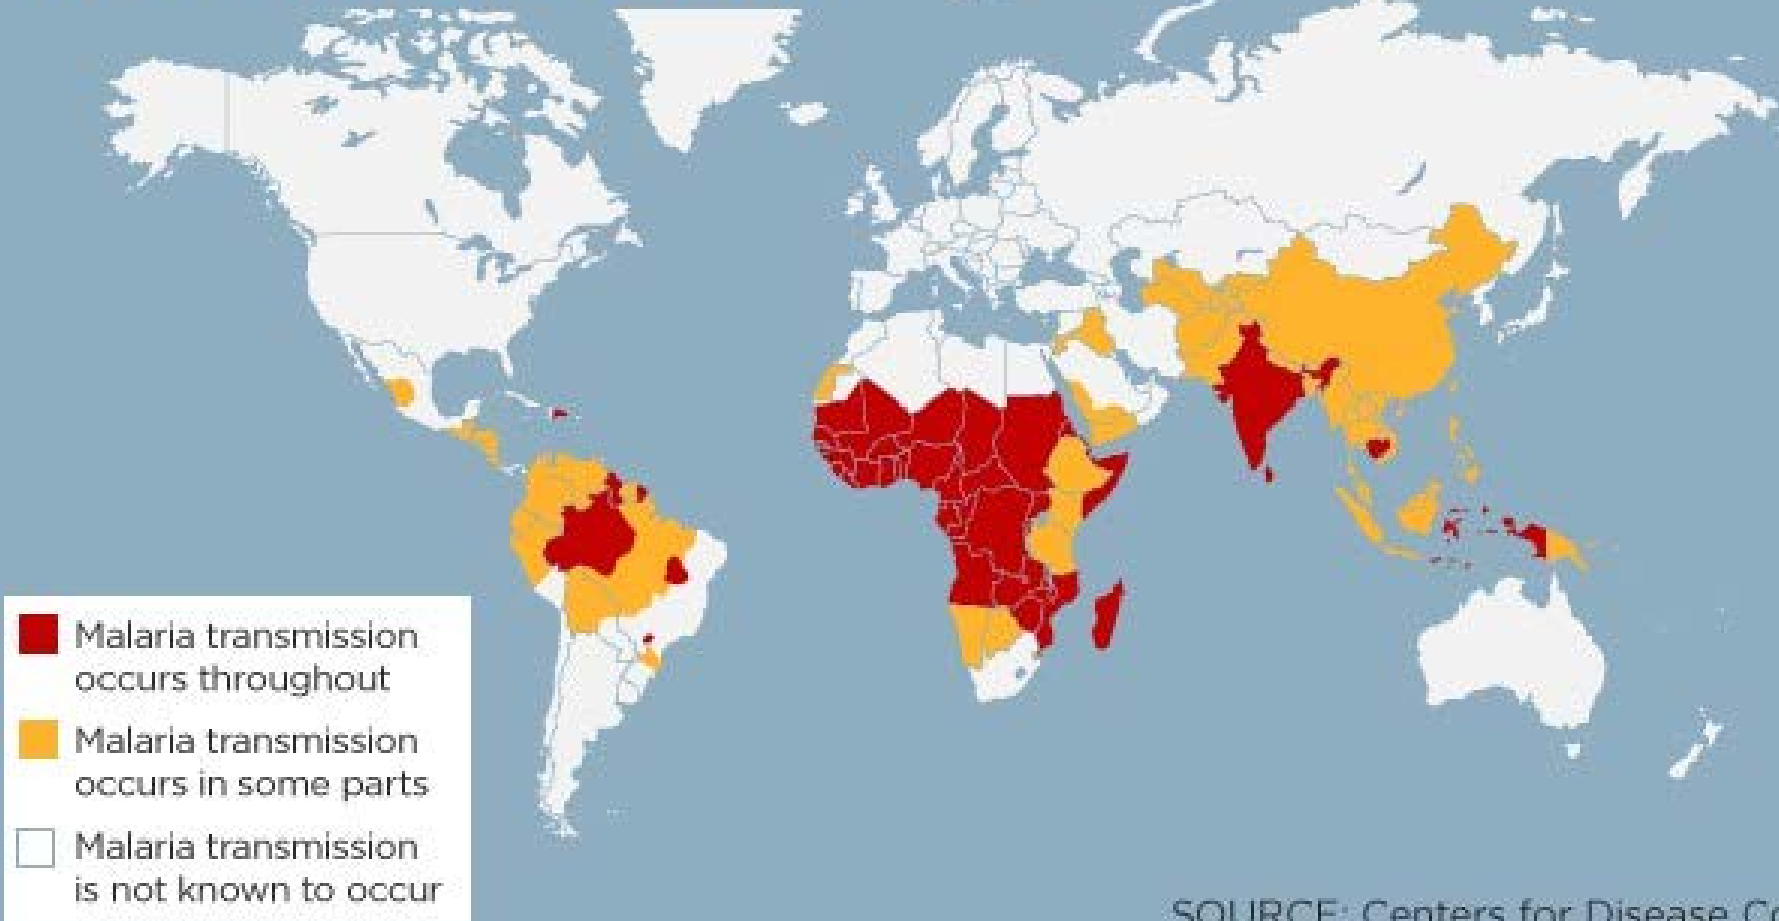 Malaria transmission
occurs throughout
Malaria transmission
occurs in some parts
Malaria transmission
is not known to occur
SOURCE: Centers for Disease Co